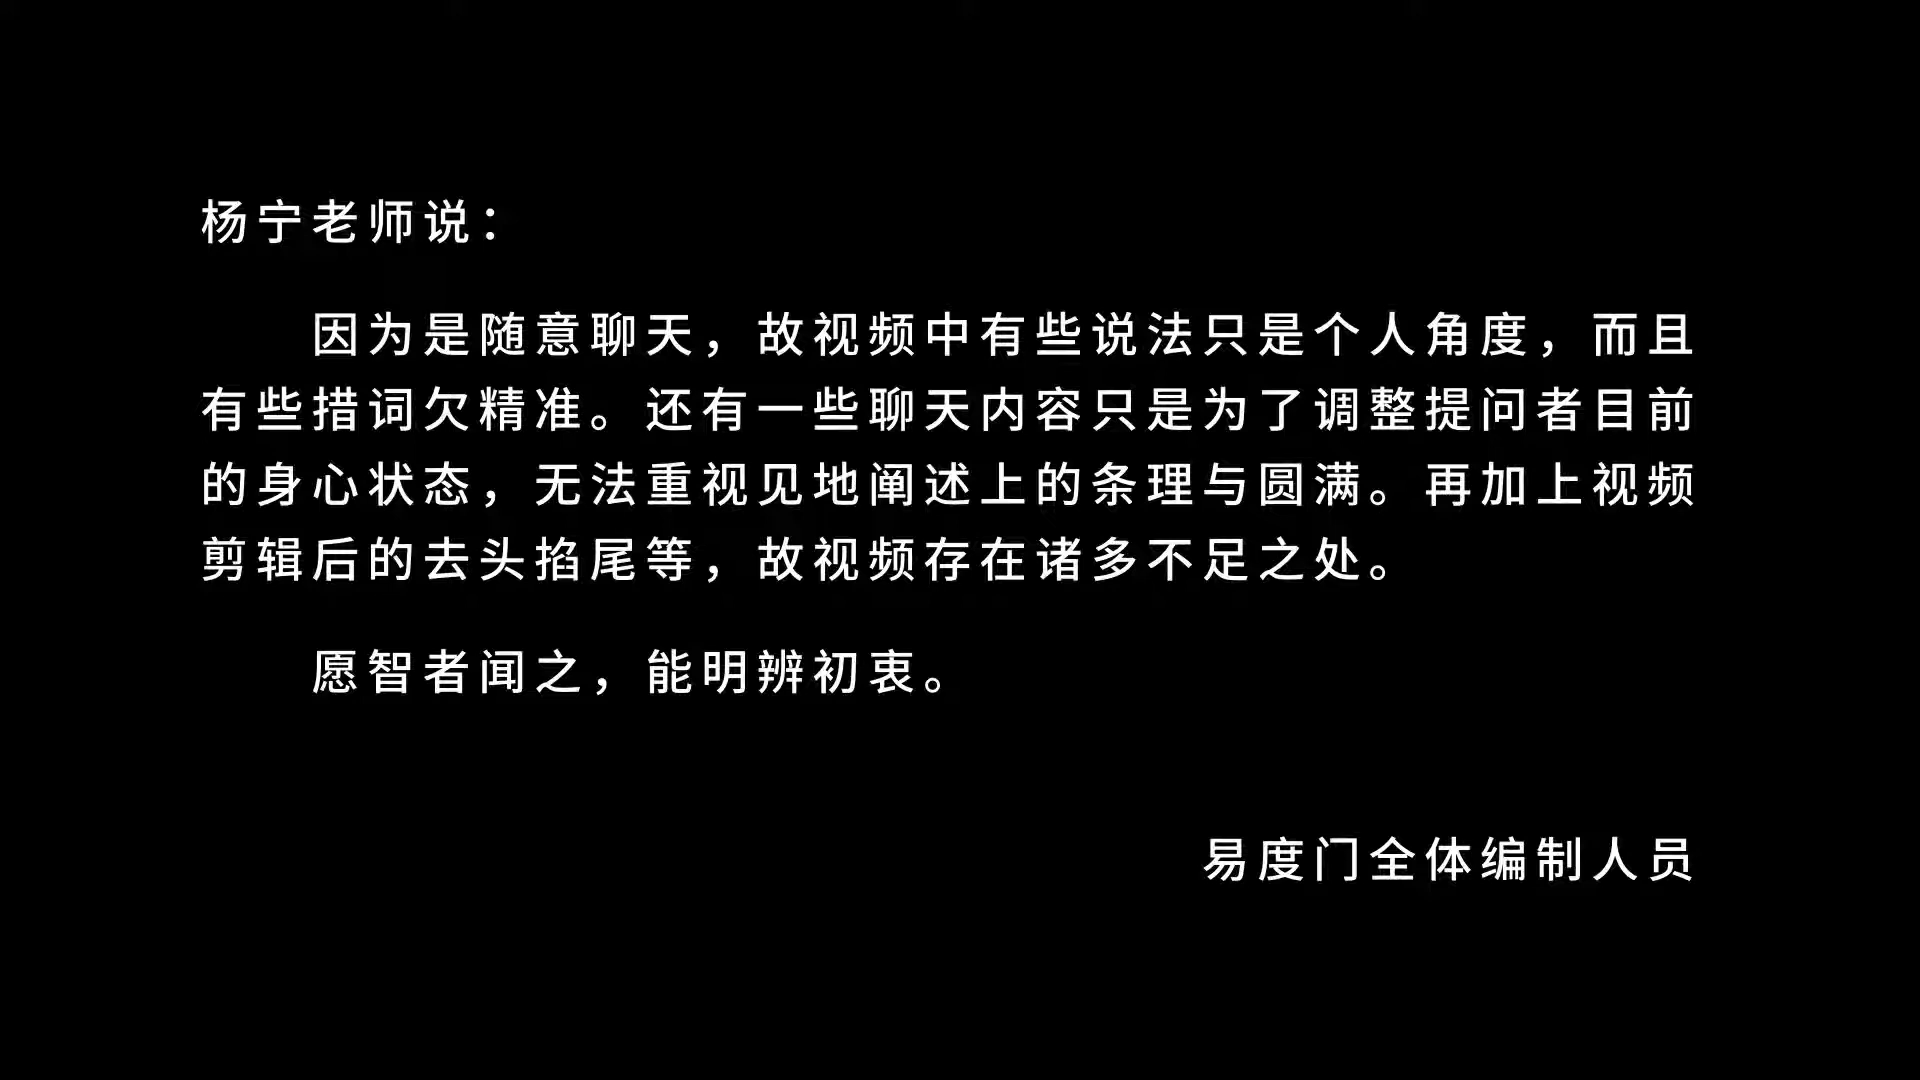 杨宁老师说：
因为是随意聊天，故视频中有些说法只是个人角度，而且
有些措词欠精准。还有一些聊天内容只是为了调整提问者目前
的身心状态，无法重视见地阐述上的条理与圆满。再加上视频
剪辑后的去头掐尾等，故视频存在诸多不足之处。
愿智者闻之，能明辨初衷。
易度门全体编制人员